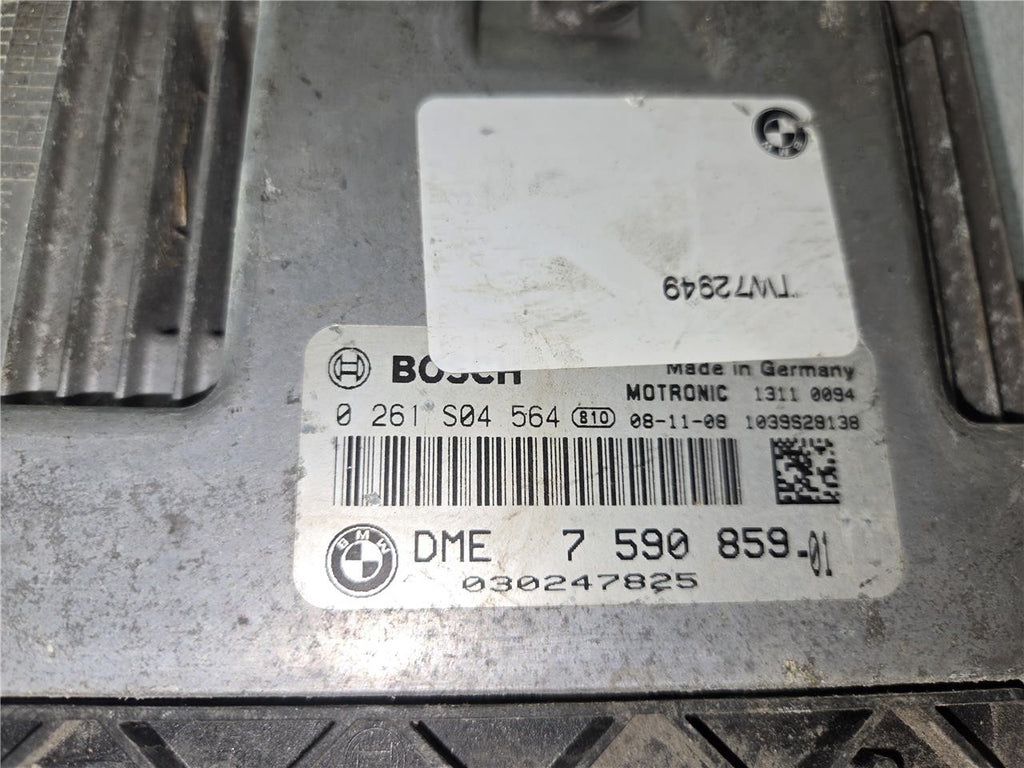 TW72949
BOSCH
Made in Germany
MOTRONIC 1311 0094
0 261 S04 564 810 08-11-08 1039S28138
BMW DME 7 590 859-01
030247825